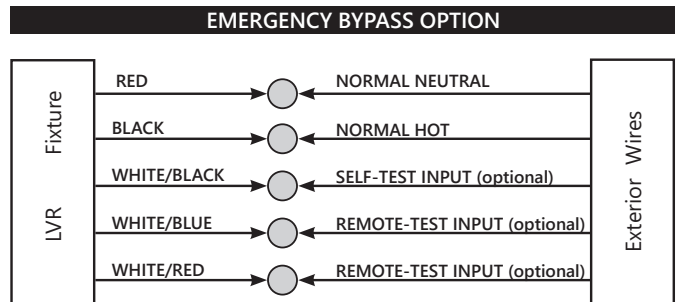 EMERGENCY BYPASS OPTION
LVR Fixture
RED NORMAL NEUTRAL
BLACK NORMAL HOT
WHITE/BLACK SELF-TEST INPUT (optional)
WHITE/BLUE REMOTE-TEST INPUT (optional)
WHITE/RED REMOTE-TEST INPUT (optional)
Exterior Wires